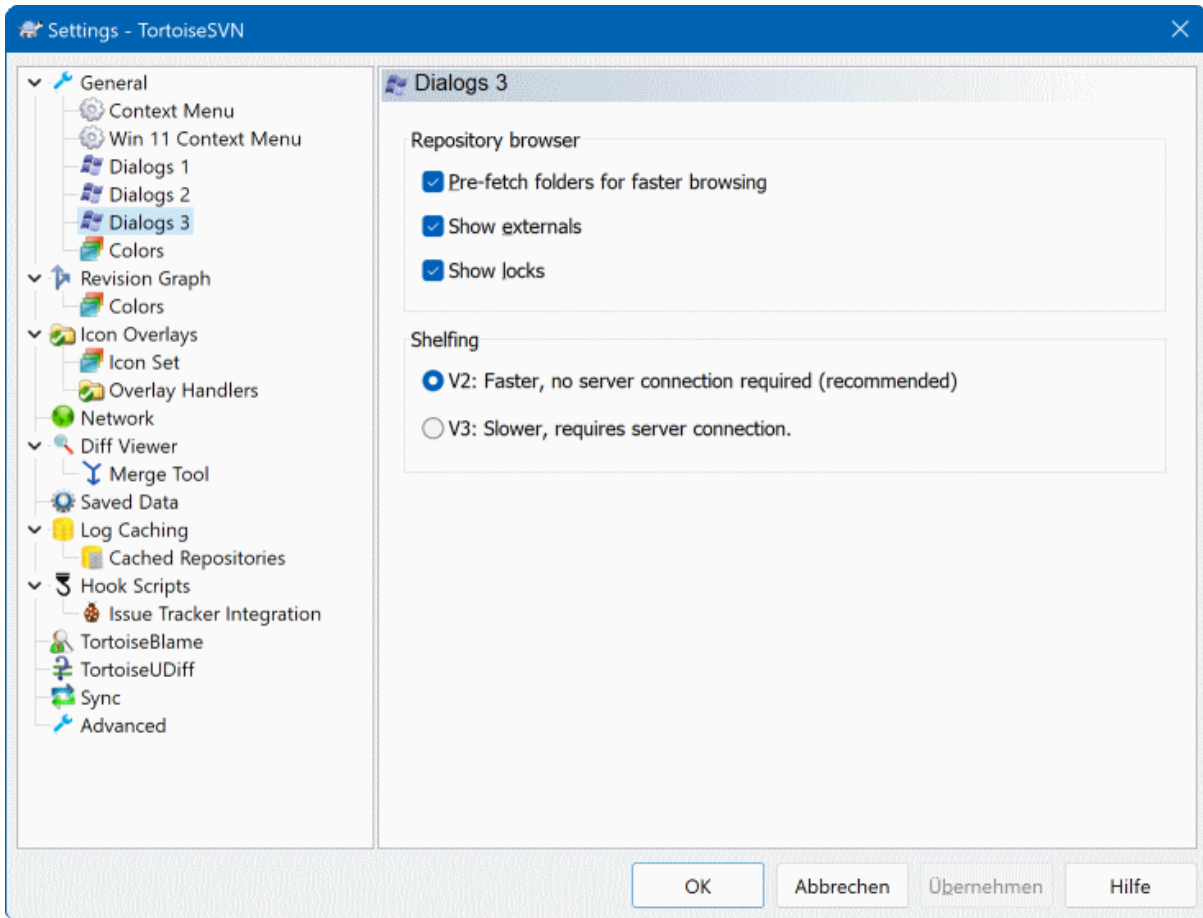 Settings - TortoiseSVN
General
Context Menu
Win 11 Context Menu
Dialogs 1
Dialogs 2
Dialogs 3
Colors
Revision Graph
Colors
Icon Overlays
Icon Set
Overlay Handlers
Network
Diff Viewer
Merge Tool
Saved Data
Log Caching
Cached Repositories
Hook Scripts
Issue Tracker Integration
TortoiseBlame
TortoiseUDiff
Sync
Advanced
Dialogs 3
Repository browser
Pre-fetch folders for faster browsing
Show externals
Show locks
Shelfing
V2: Faster, no server connection required (recommended)
V3: Slower, requires server connection.
OK
Abbrechen
Übernehmen
Hilfe